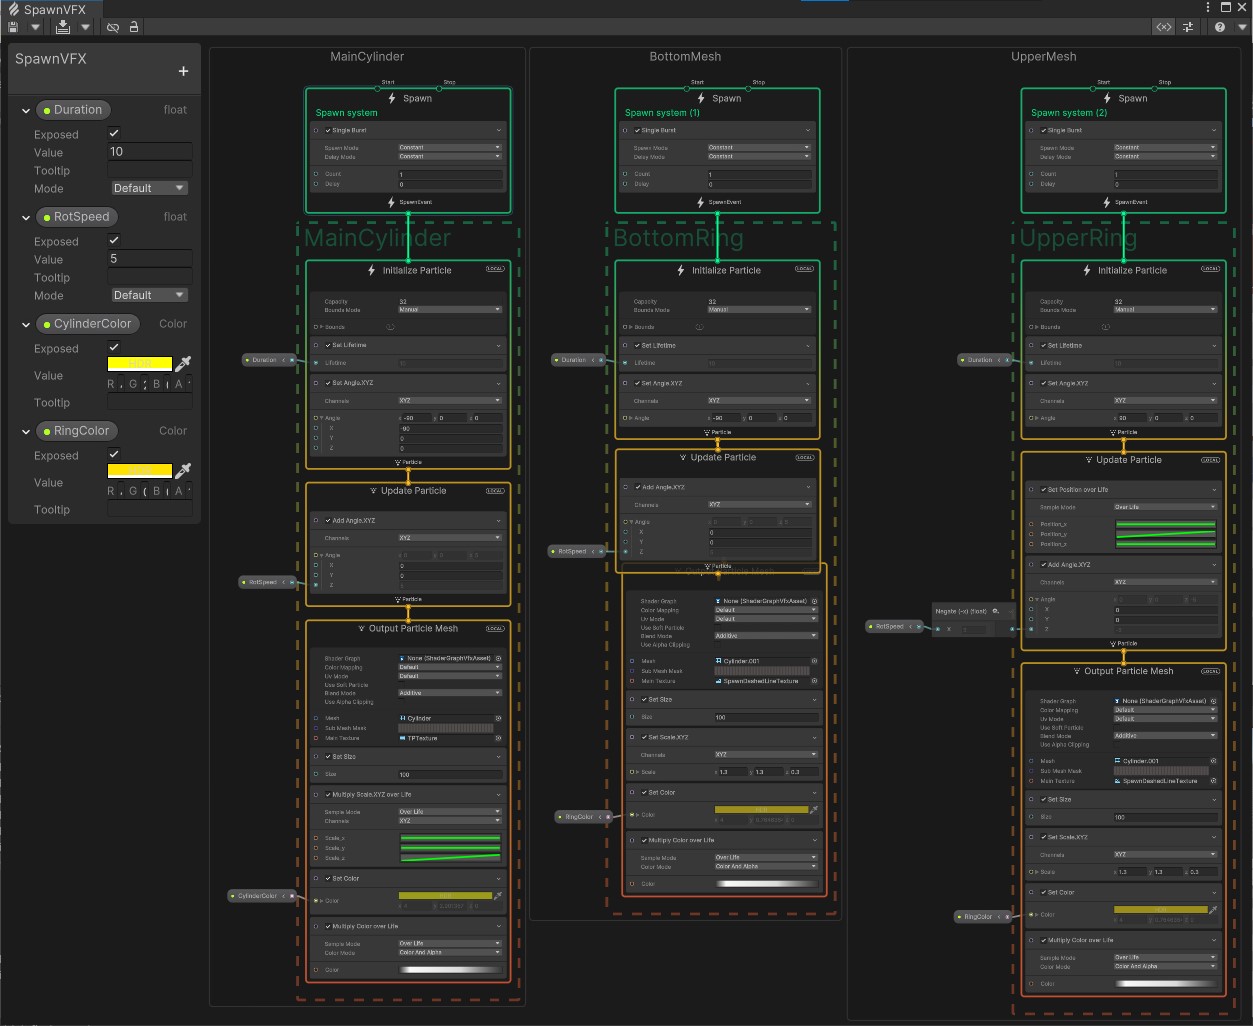 SpawnVFX
SpawnVFX
Duration
float
Exposed
Value
10
Tooltip
Mode
Default
RotSpeed
float
Exposed
Value
5
Tooltip
Mode
Default
CylinderColor
Color
Exposed
Value
R
G
B
A
Tooltip
RingColor
Color
Exposed
Value
R
G
B
A
Tooltip
MainCylinder
Start
Stop
Spawn
Spawn system
Single Burst
Spawn Mode
Constant
Delay Mode
Constant
Count
1
Delay
0
SpawnEvent
MainCylinder
Initialize Particle
LOCAL
Capacity
32
Bounds Mode
Manual
Bounds
Set Lifetime
Duration
Lifetime
Set Angle.XYZ
Channels
XYZ
Angle
x -90 y 0 z 0
X
-90
Y
0
Z
0
Particle
Update Particle
LOCAL
Add Angle.XYZ
Channels
XYZ
Angle
X
0
Y
0
RotSpeed
Z
Particle
Output Particle Mesh
LOCAL
Shader Graph
None (ShaderGraphVfxAsset)
Color Mapping
Default
Uv Mode
Default
Use Soft Particle
Blend Mode
Additive
Use Alpha Clipping
Mesh
Cylinder
Sub Mesh Mask
Main Texture
TPTexture
Set Size
Size
100
Multiply Scale.XYZ over Life
Sample Mode
Over Life
Channels
XYZ
Scale_x
Scale_y
Scale_z
Set Color
CylinderColor
Color
Multiply Color over Life
Sample Mode
Over Life
Color Mode
Color And Alpha
Color
BottomMesh
Start
Stop
Spawn
Spawn system (1)
Single Burst
Spawn Mode
Constant
Delay Mode
Constant
Count
1
Delay
0
SpawnEvent
BottomRing
Initialize Particle
LOCAL
Capacity
32
Bounds Mode
Manual
Bounds
Set Lifetime
Duration
Lifetime
Set Angle.XYZ
Channels
XYZ
Angle
x -90 y 0 z 0
Particle
Update Particle
LOCAL
Add Angle.XYZ
Channels
XYZ
Angle
X
0
Y
0
RotSpeed
Z
Particle
Output Particle Mesh
Shader Graph
None (ShaderGraphVfxAsset)
Color Mapping
Default
Uv Mode
Default
Use Soft Particle
Blend Mode
Additive
Use Alpha Clipping
Mesh
Cylinder.001
Sub Mesh Mask
Main Texture
SpawnDashedLineTexture
Set Size
Size
100
Set Scale.XYZ
Channels
XYZ
Scale
x 1.3 y 1.3 z 0.3
Set Color
RingColor
Color
Multiply Color over Life
Sample Mode
Over Life
Color Mode
Color And Alpha
Color
UpperMesh
Start
Stop
Spawn
Spawn system (2)
Single Burst
Spawn Mode
Constant
Delay Mode
Constant
Count
1
Delay
0
SpawnEvent
UpperRing
Initialize Particle
LOCAL
Capacity
32
Bounds Mode
Manual
Bounds
Set Lifetime
Duration
Lifetime
Set Angle.XYZ
Channels
XYZ
Angle
x 90 y 0 z 0
Particle
Update Particle
LOCAL
Set Position over Life
Sample Mode
Over Life
Position_x
Position_y
Position_z
Add Angle.XYZ
Channels
XYZ
Angle
X
0
Y
0
Z
RotSpeed
Negate (-x) (float)
X
Particle
Output Particle Mesh
LOCAL
Shader Graph
None (ShaderGraphVfxAsset)
Color Mapping
Default
Uv Mode
Default
Use Soft Particle
Blend Mode
Additive
Use Alpha Clipping
Mesh
Cylinder.001
Sub Mesh Mask
Main Texture
SpawnDashedLineTexture
Set Size
Size
100
Set Scale.XYZ
Channels
XYZ
Scale
x 1.3 y 1.3 z 0.3
Set Color
RingColor
Color
Multiply Color over Life
Sample Mode
Over Life
Color Mode
Color And Alpha
Color